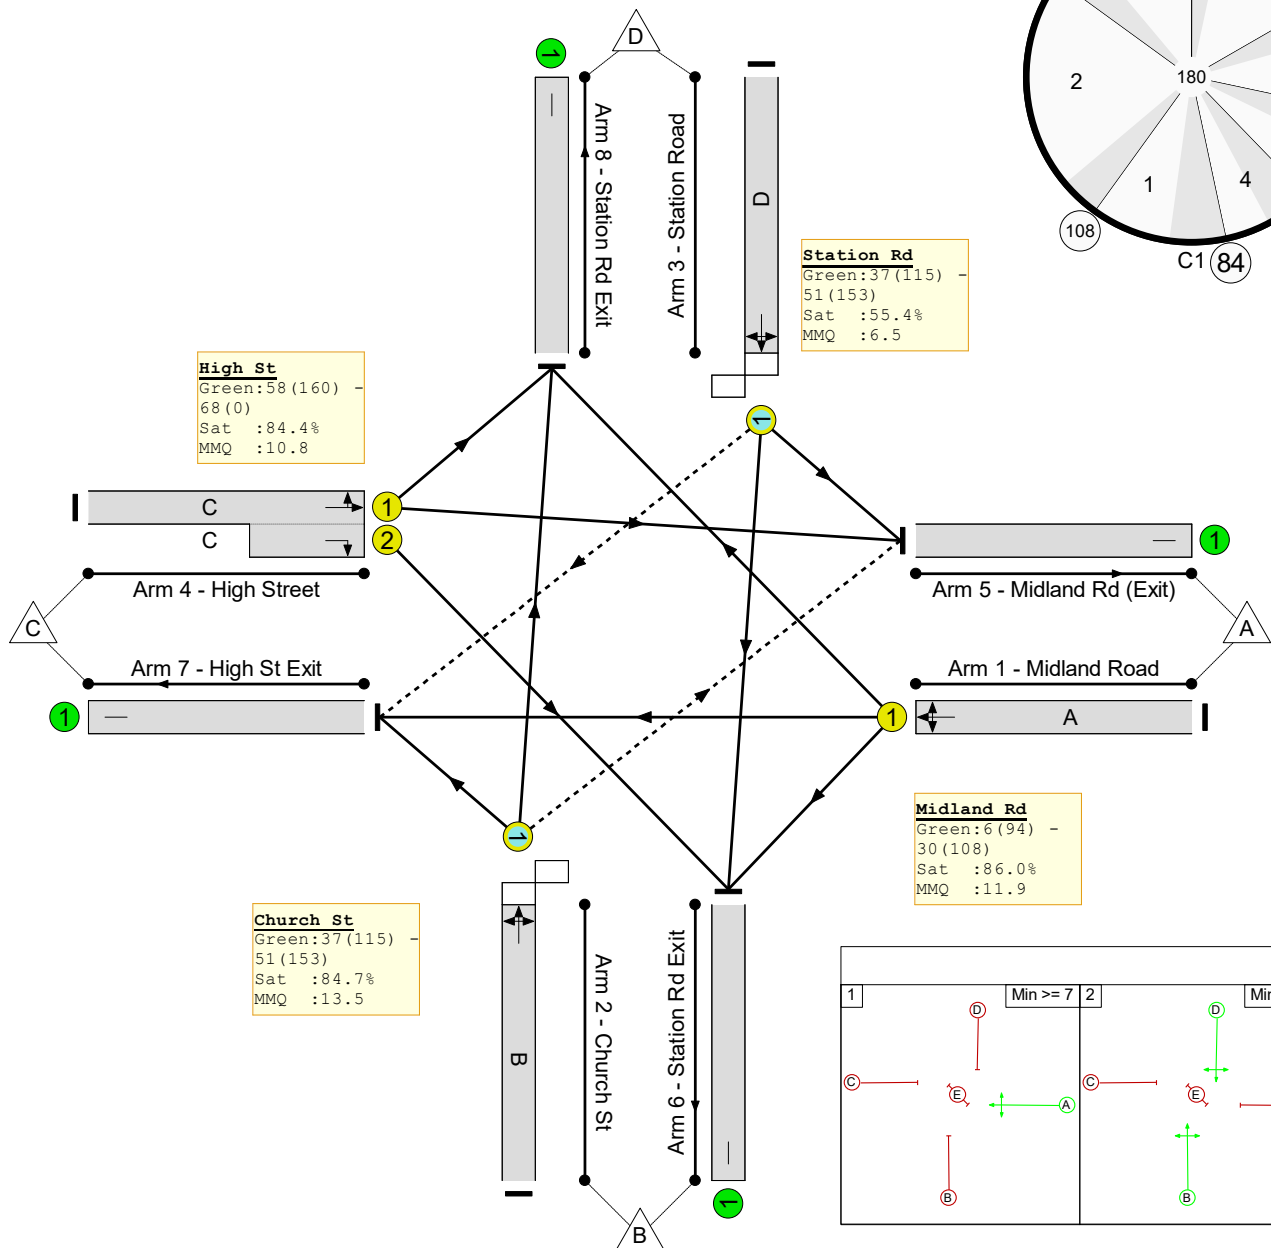 D
1
Arm 8 - Station Rd Exit
Arm 3 - Station Road
D
180
2
1
4
108
C1
84
Station Rd
Green:37(115) -
51(153)
Sat :55.4%
MMQ :6.5
High St
Green:58(160) -
68(0)
Sat :84.4%
MMQ :10.8
1
C
1
C
2
1
Arm 4 - High Street
Arm 5 - Midland Rd (Exit)
C
A
Arm 7 - High St Exit
Arm 1 - Midland Road
1
1
A
Midland Rd
Green:6(94) -
30(108)
Sat :86.0%
MMQ :11.9
1
Church St
Green:37(115) -
51(153)
Sat :84.7%
MMQ :13.5
B
Arm 2 - Church St
Arm 6 - Station Rd Exit
1
B
1
Min >= 7
D
C
E
A
B
2
D
C
E
B